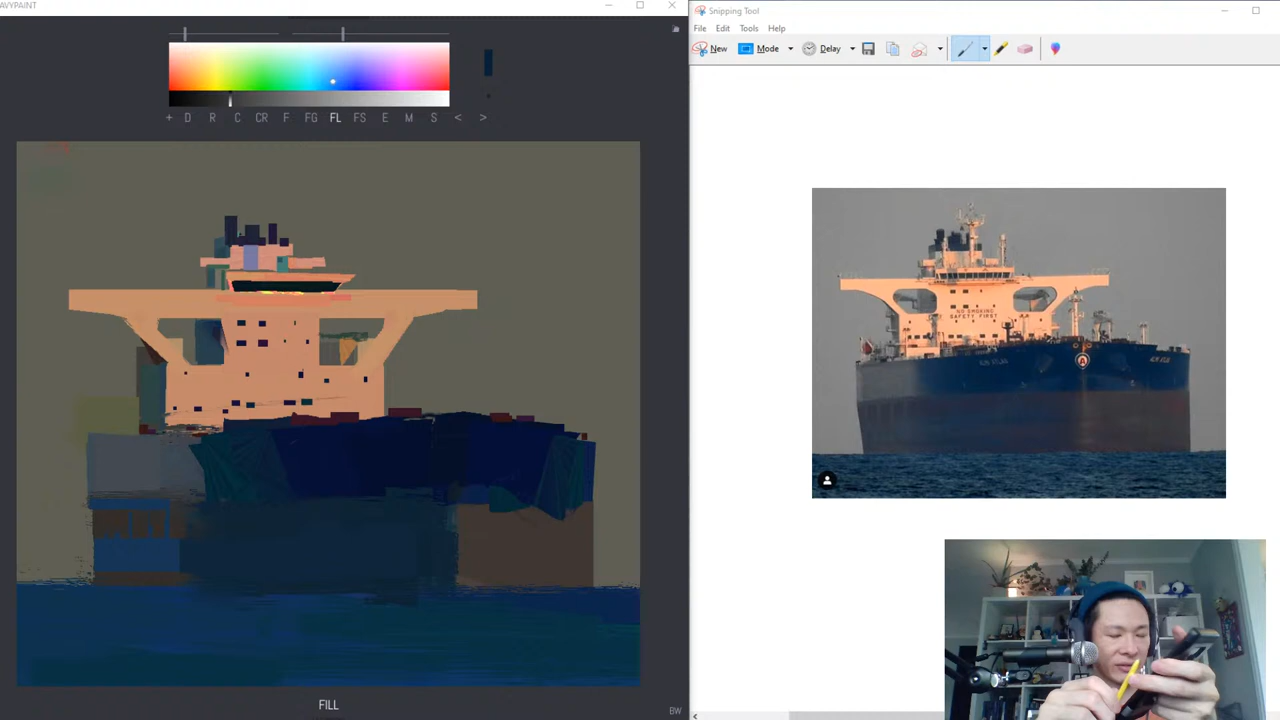 AVYPAINT
+ D R C CR F FG FL FS E M S < >
FILL
BW
Snipping Tool
File Edit Tools Help
New Mode Delay
NO SMOKING
SAFETY FIRST